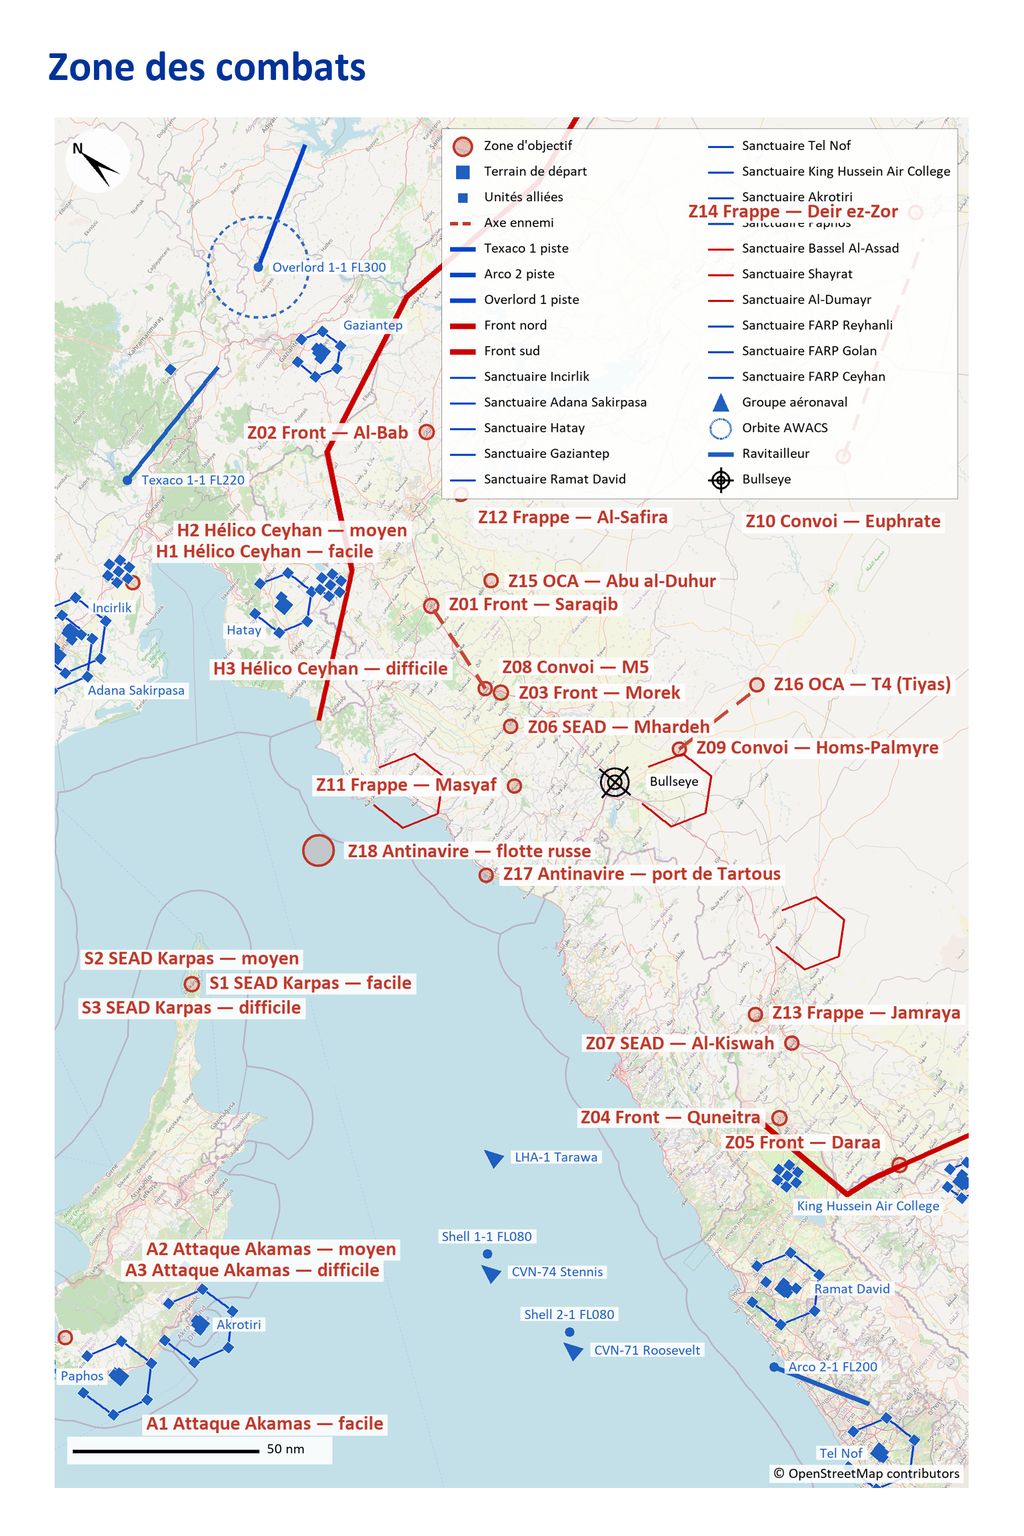 Zone des combats
N
Zone d'objectif
Terrain de départ
Unités alliées
Axe ennemi
Texaco 1 piste
Arco 2 piste
Overlord 1 piste
Front nord
Front sud
Sanctuaire Incirlik
Sanctuaire Adana Sakirpasa
Sanctuaire Hatay
Sanctuaire Gaziantep
Sanctuaire Ramat David
Sanctuaire Tel Nof
Sanctuaire King Hussein Air College
Sanctuaire Akrotiri
Z14 Frappe — Deir ez-Zor
Sanctuaire Paphos
Sanctuaire Bassel Al-Assad
Sanctuaire Shayrat
Sanctuaire Al-Dumayr
Sanctuaire FARP Reyhanli
Sanctuaire FARP Golan
Sanctuaire FARP Ceyhan
Groupe aéronaval
Orbite AWACS
Ravitailleur
Bullseye
Overlord 1-1 FL300
Gaziantep
Z02 Front — Al-Bab
Texaco 1-1 FL220
Z12 Frappe — Al-Safira
Z10 Convoi — Euphrate
H2 Hélico Ceyhan — moyen
H1 Hélico Ceyhan — facile
Z15 OCA — Abu al-Duhur
Z01 Front — Saraqib
Incirlik
Hatay
H3 Hélico Ceyhan — difficile
Z08 Convoi — M5
Z03 Front — Morek
Z16 OCA — T4 (Tiyas)
Adana Sakirpasa
Z06 SEAD — Mhardeh
Z09 Convoi — Homs-Palmyre
Z11 Frappe — Masyaf
Bullseye
Z18 Antinavire — flotte russe
Z17 Antinavire — port de Tartous
S2 SEAD Karpas — moyen
S1 SEAD Karpas — facile
S3 SEAD Karpas — difficile
Z13 Frappe — Jamraya
Z07 SEAD — Al-Kiswah
Z04 Front — Quneitra
Z05 Front — Daraa
LHA-1 Tarawa
King Hussein Air College
Shell 1-1 FL080
A2 Attaque Akamas — moyen
A3 Attaque Akamas — difficile
CVN-74 Stennis
Ramat David
Shell 2-1 FL080
Akrotiri
CVN-71 Roosevelt
Arco 2-1 FL200
Paphos
A1 Attaque Akamas — facile
50 nm
Tel Nof
© OpenStreetMap contributors